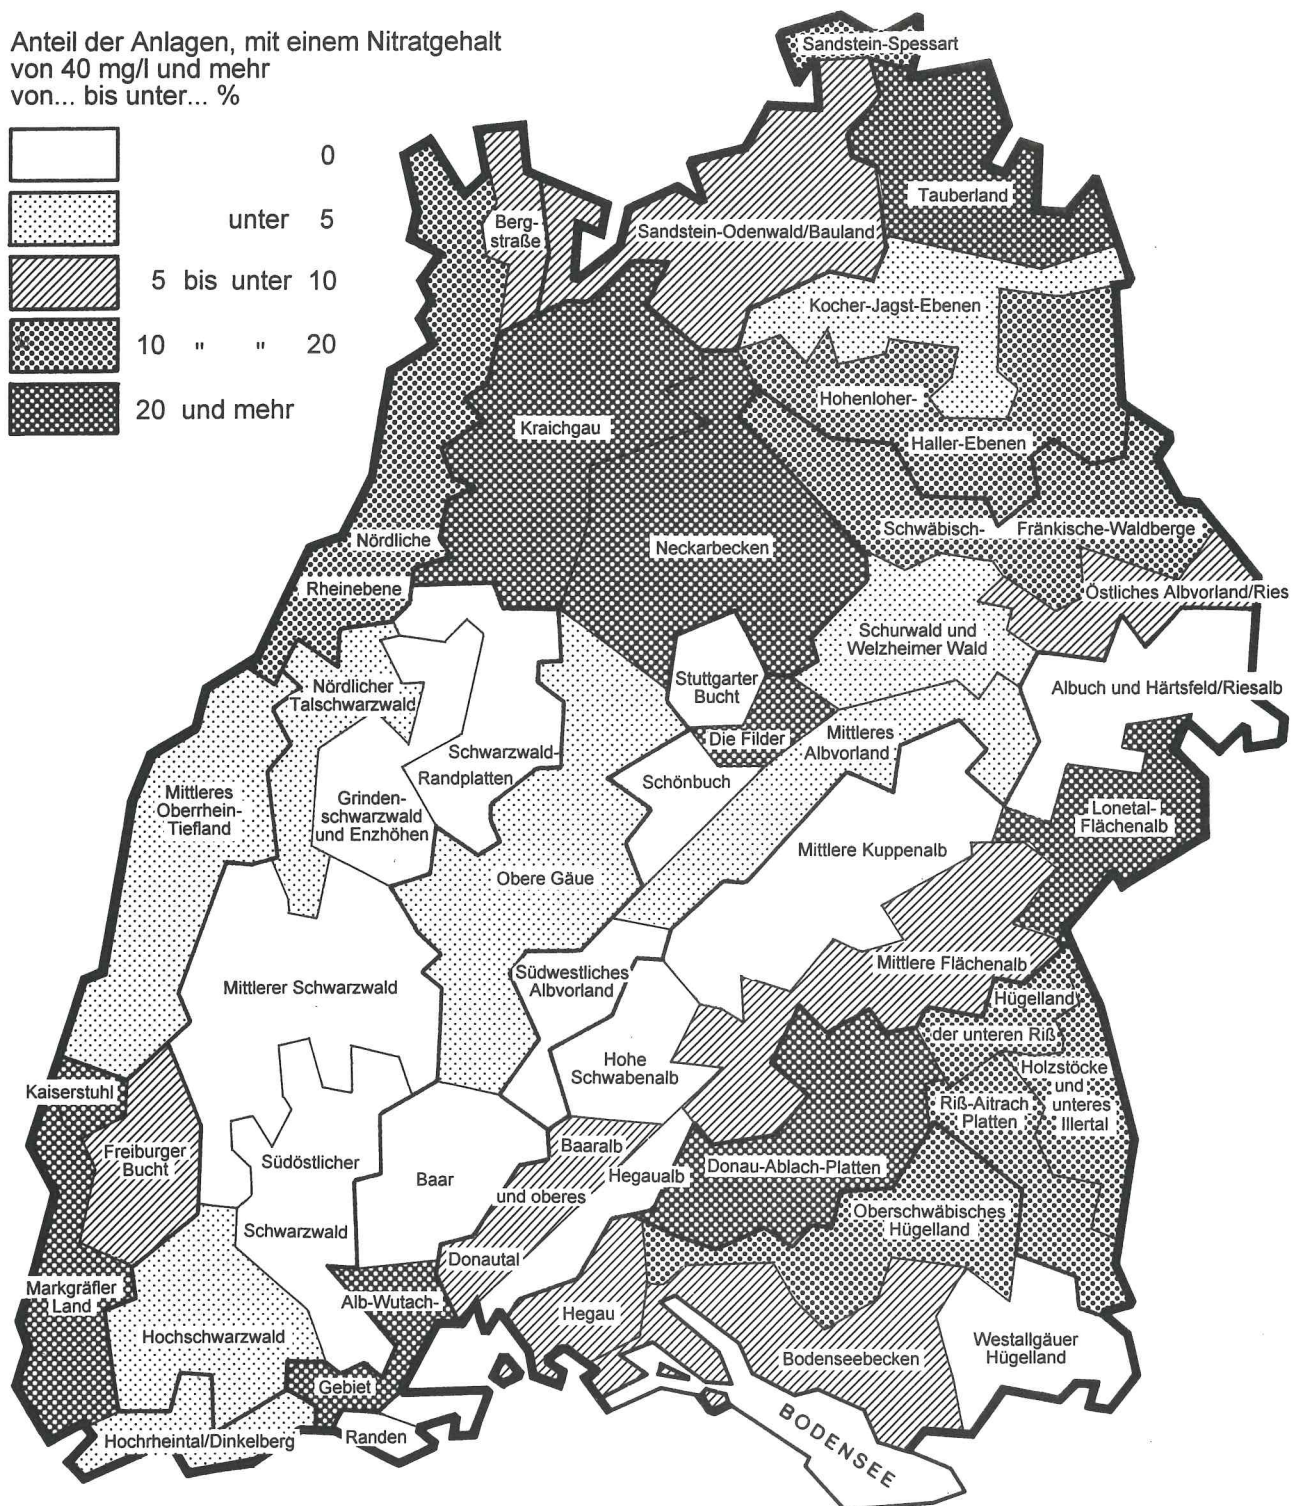 Anteil der Anlagen, mit einem Nitratgehalt
von 40 mg/l und mehr
von... bis unter... %
0
unter 5
5 bis unter 10
10 " " 20
20 und mehr
Sandstein-Spessart
Tauberland
Berg-
straße
Sandstein-Odenwald/Bauland
Kocher-Jagst-Ebenen
Hohenloher-
Haller-Ebenen
Kraichgau
Schwäbisch-
Fränkische-Waldberge
Nördliche
Rheinebene
Neckarbecken
Östliches Albvorland/Ries
Schurwald und
Welzheimer Wald
Stuttgarter
Bucht
Albuch und Härtsfeld/Riesalb
Nördlicher
Talschwarzwald
Die Filder
Mittleres
Albvorland
Schwarzwald-
Randplatten
Schönbuch
Mittleres
Oberrhein-
Tiefland
Grinden-
schwarzwald
und Enzhöhen
Lonetal-
Flächenalb
Mittlere Kuppenalb
Obere Gäue
Mittlere Flächenalb
Südwestliches
Albvorland
Mittlerer Schwarzwald
Hügelland
der unteren Riß
Hohe
Schwabenalb
Holzstöcke
und
unteres
Illertal
Kaiserstuhl
Riß-Aitrach
Platten
Freiburger
Bucht
Südöstlicher
Schwarzwald
Baar
Baaralb
und oberes
Donautal
Hegaualb
Donau-Ablach-Platten
Oberschwäbisches
Hügelland
Markgräfler
Land
Alb-Wutach-
Gebiet
Hegau
Hochschwarzwald
Bodenseebecken
Westallgäuer
Hügelland
Hochrheintal/Dinkelberg
Randen
BODENSEE